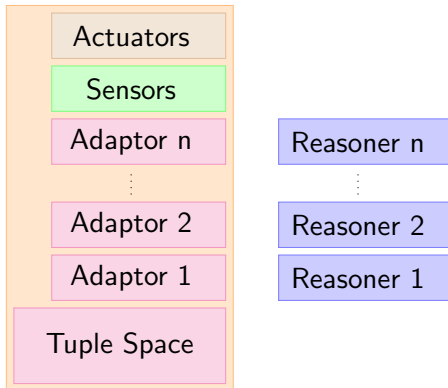 Actuators
Sensors
Adaptor n
Reasoner n
Adaptor 2
Reasoner 2
Adaptor 1
Reasoner 1
Tuple Space